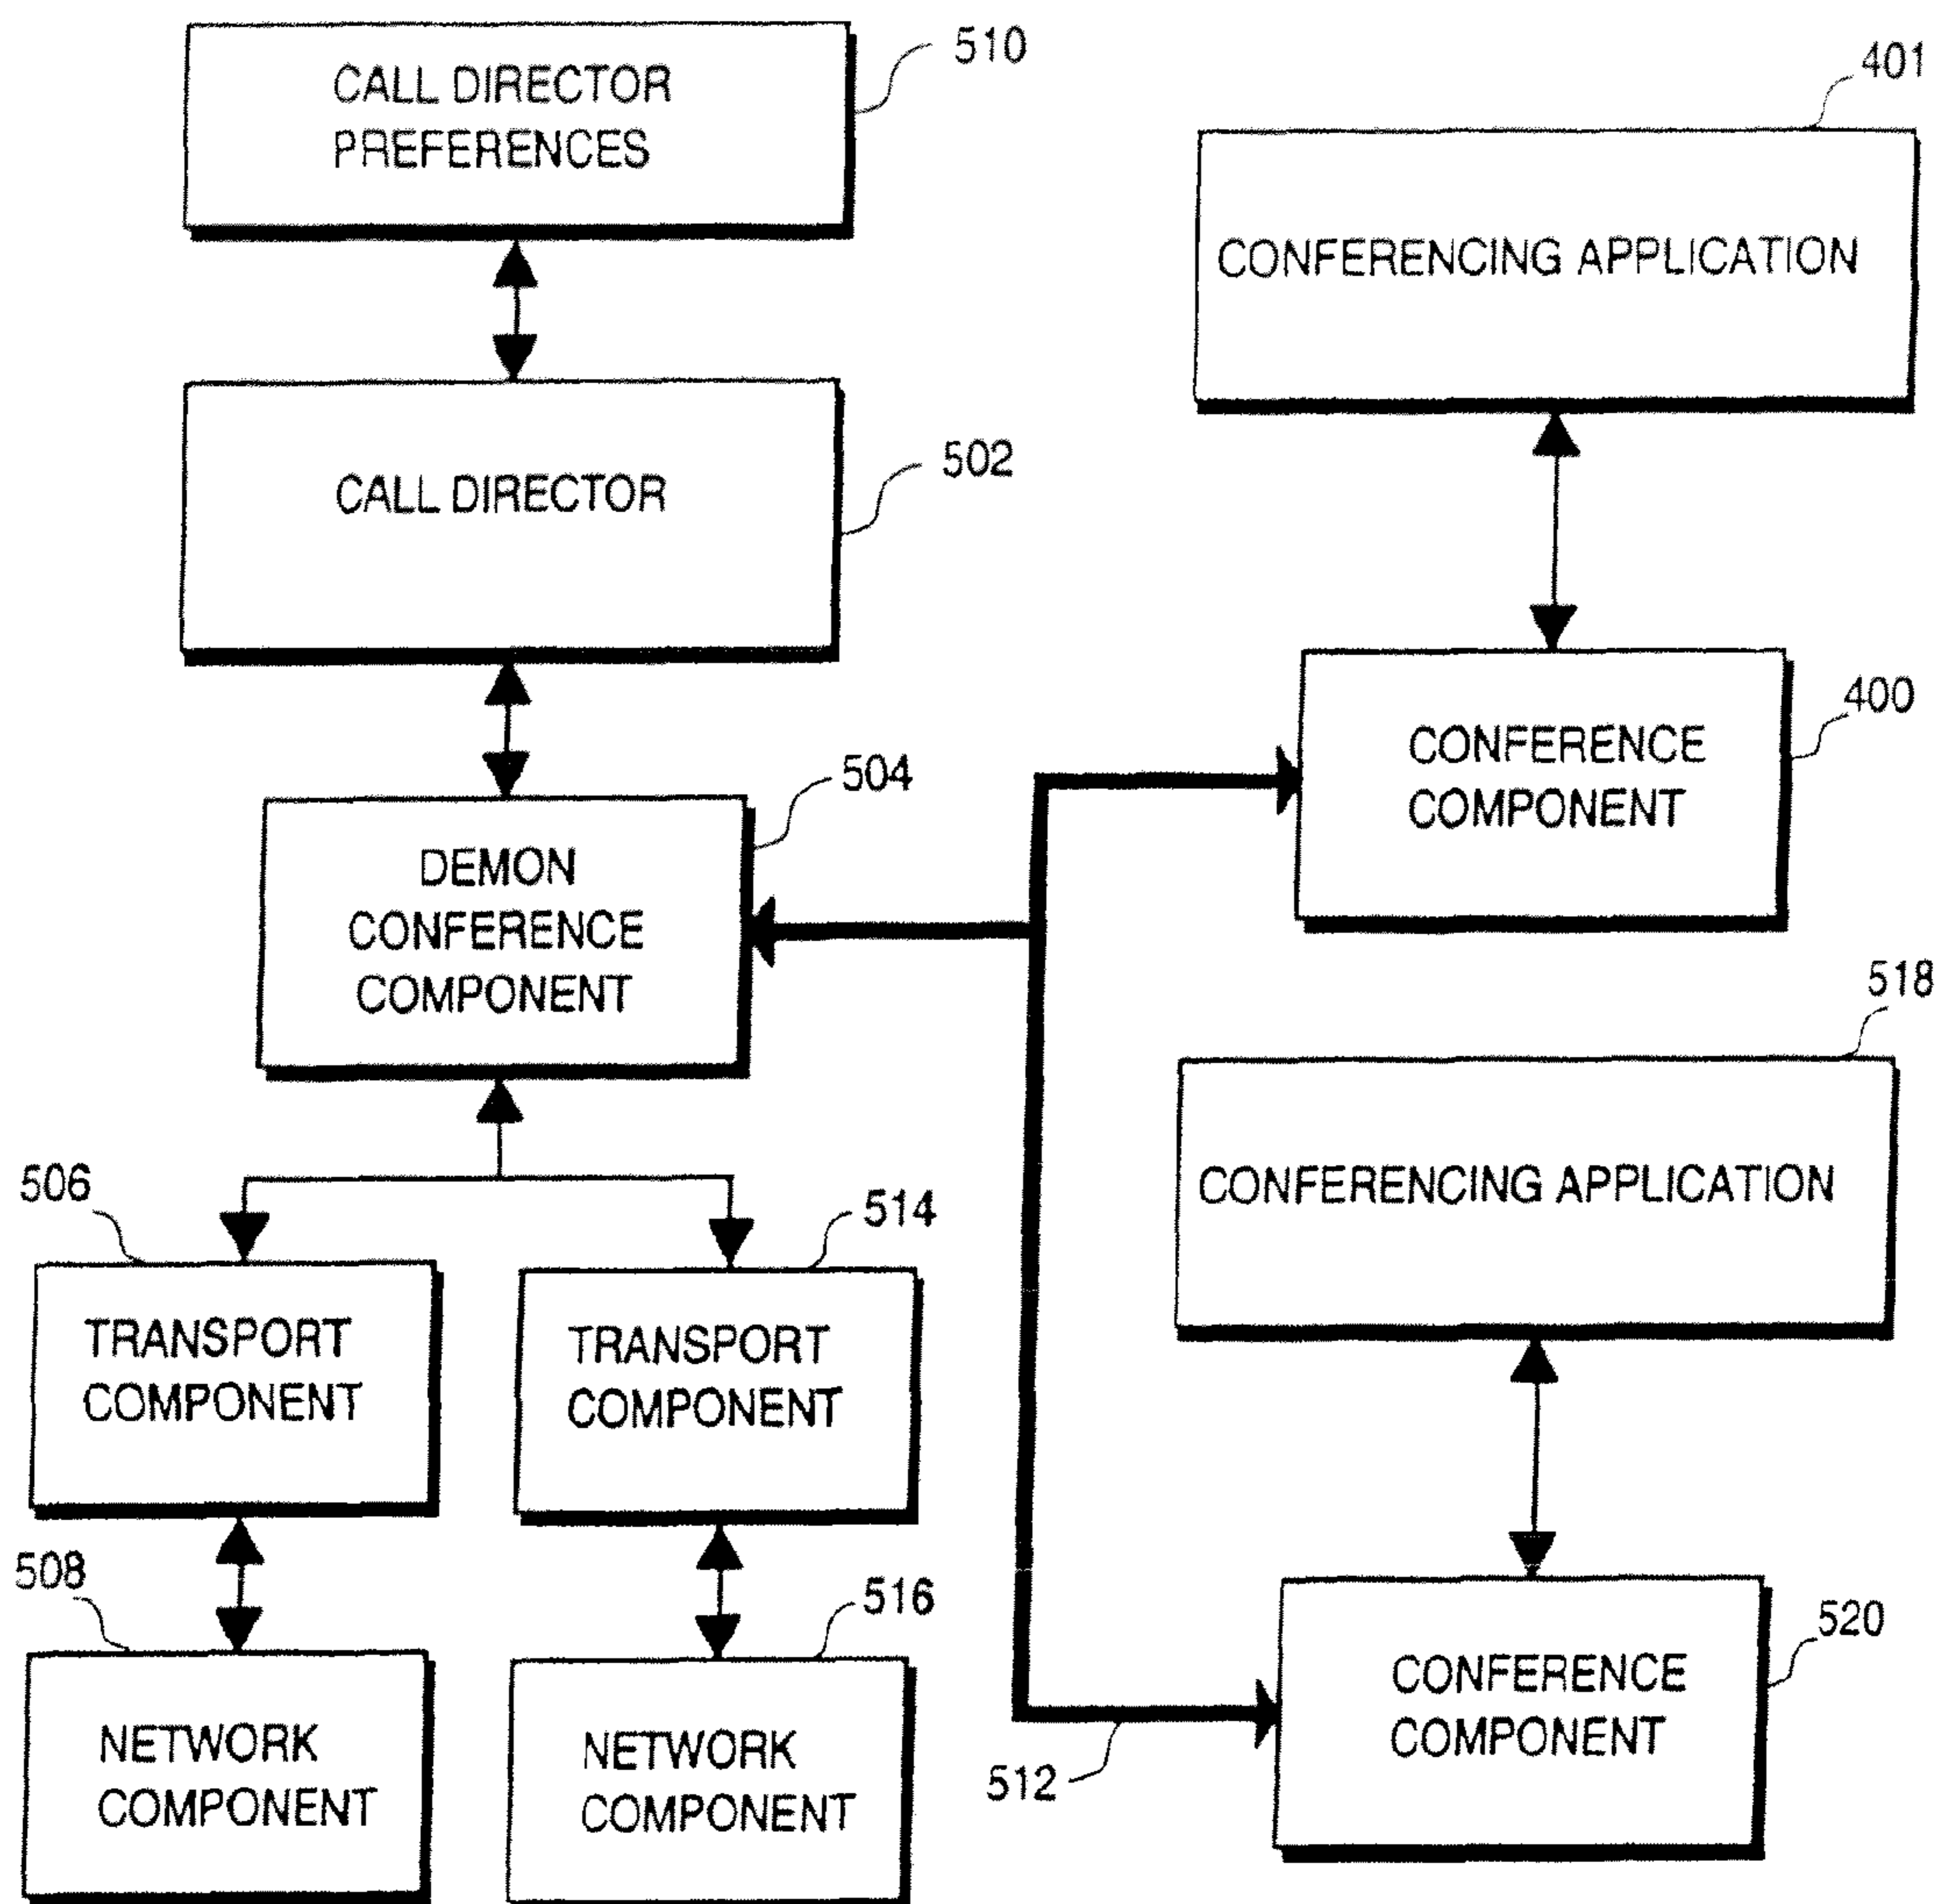 CALL DIRECTOR
PREFERENCES
510
401
CONFERENCING APPLICATION
CALL DIRECTOR
502
400
CONFERENCE
COMPONENT
504
DEMON
CONFERENCE
COMPONENT
518
CONFERENCING APPLICATION
506
514
TRANSPORT
COMPONENT
TRANSPORT
COMPONENT
508
516
520
NETWORK
COMPONENT
NETWORK
COMPONENT
CONFERENCE
COMPONENT
512